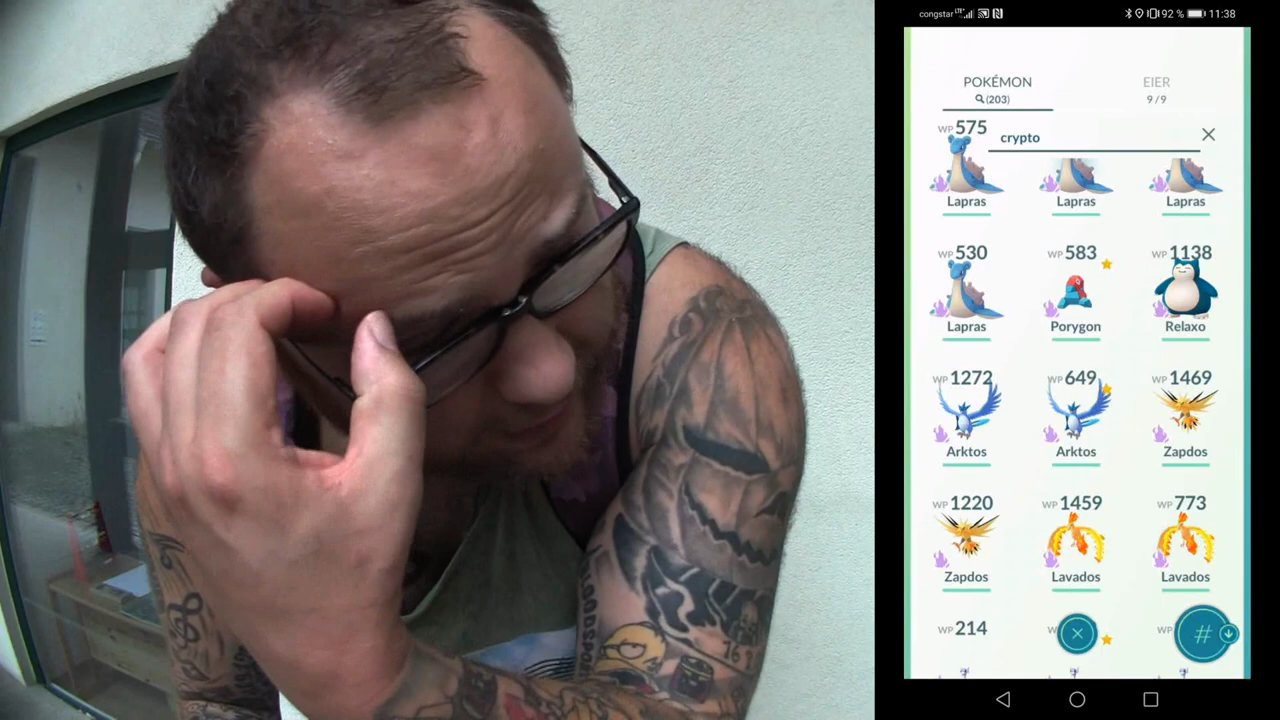 congstar LTE 92 % 11:38
POKÉMON EIER
(203) 9/9
WP 575 crypto
Lapras Lapras Lapras
WP 530 WP 583 WP 1138
Lapras Porygon Relaxo
WP 1272 WP 649 WP 1469
Arktos Arktos Zapdos
WP 1220 WP 1459 WP 773
Zapdos Lavados Lavados
WP 214 W WP
#